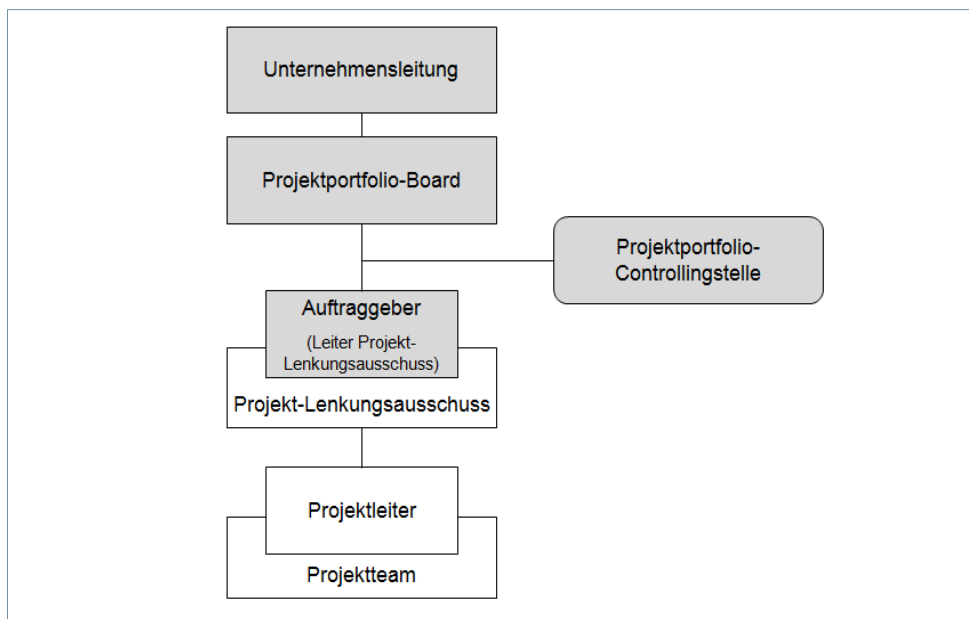 Unternehmensleitung
Projektportfolio-Board
Projektportfolio-
Controllingstelle
Auftraggeber
(Leiter Projekt-
Lenkungsausschuss)
Projekt-Lenkungsausschuss
Projektleiter
Projektteam